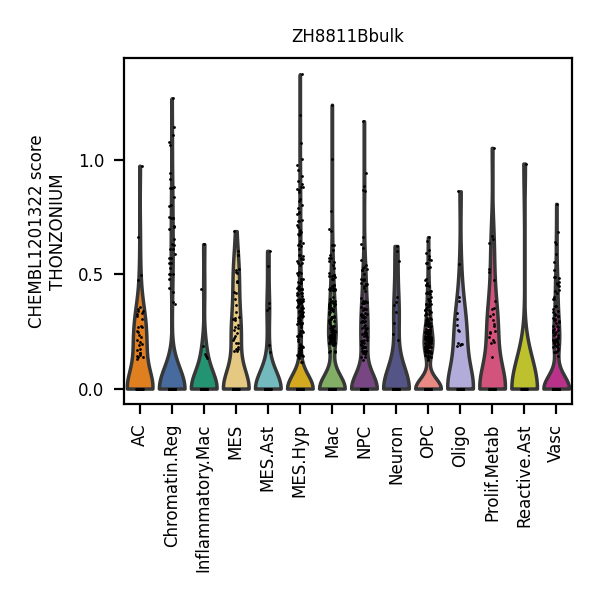 ZH8811Bbulk
CHEMBL1201322 score
THONZONIUM
1.0
0.5
0.0
AC
Chromatin.Reg
Inflammatory.Mac
MES
MES.Ast
MES.Hyp
Mac
NPC
Neuron
OPC
Oligo
Prolif.Metab
Reactive.Ast
Vasc